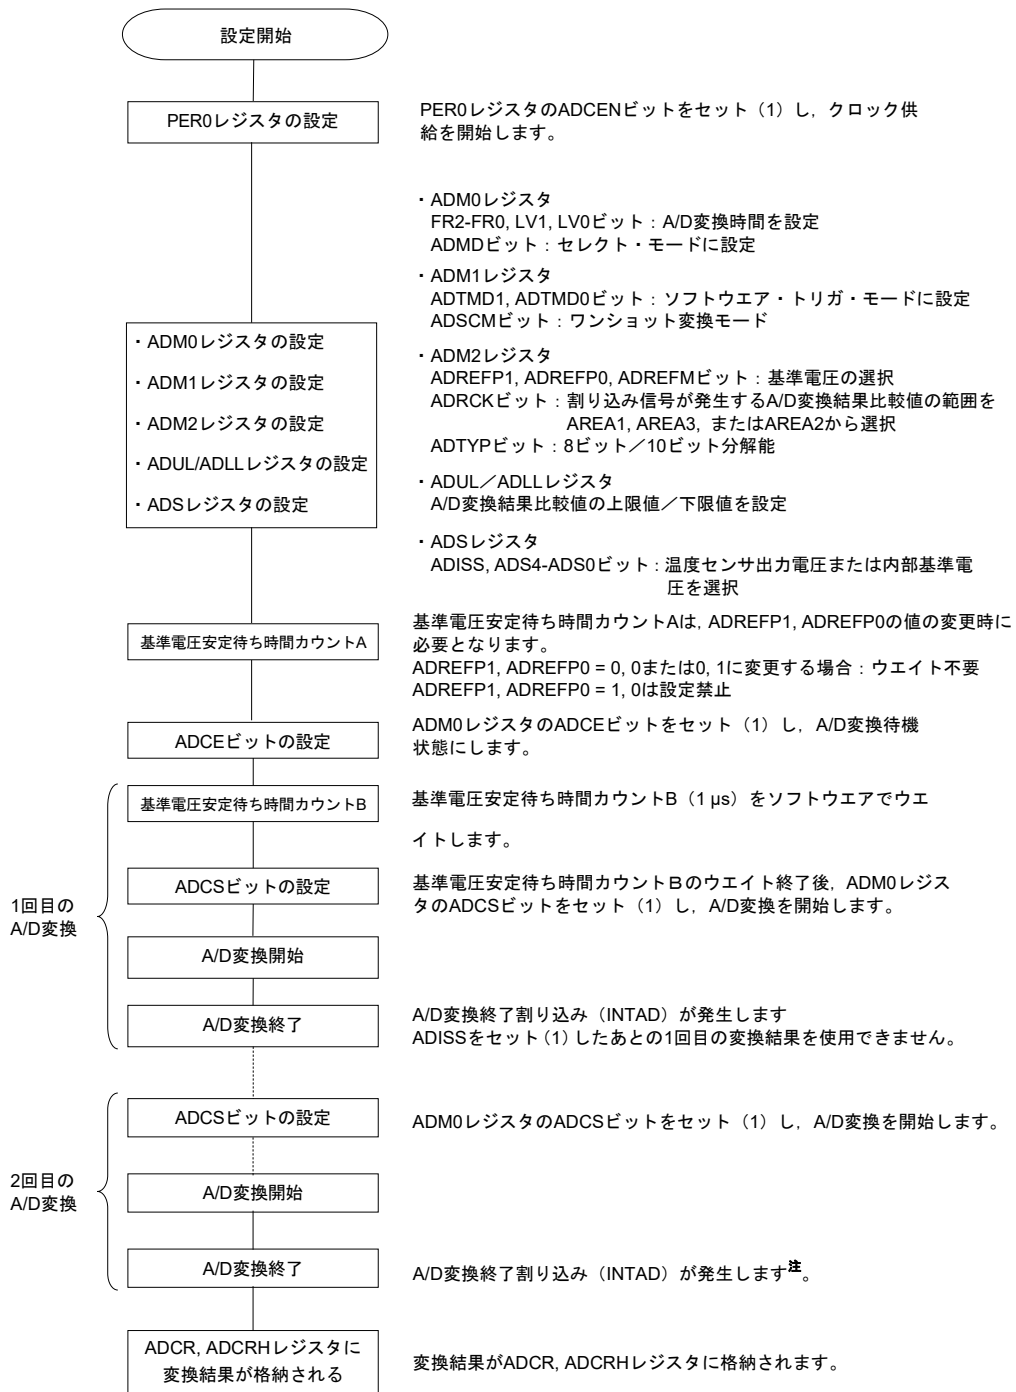 設定開始
PER0レジスタの設定
PER0レジスタのADCENビットをセット（1）し，クロック供
給を開始します。
・ADM0レジスタの設定
・ADM1レジスタの設定
・ADM2レジスタの設定
・ADUL/ADLLレジスタの設定
・ADSレジスタの設定
・ADM0レジスタ
FR2-FR0, LV1, LV0ビット：A/D変換時間を設定
ADMDビット：セレクト・モードに設定
・ADM1レジスタ
ADTMD1, ADTMD0ビット：ソフトウエア・トリガ・モードに設定
ADSCMビット：ワンショット変換モード
・ADM2レジスタ
ADREFP1, ADREFP0, ADREFMビット：基準電圧の選択
ADRCKビット：割り込み信号が発生するA/D変換結果比較値の範囲を
AREA1, AREA3, またはAREA2から選択
ADTYPビット：8ビット／10ビット分解能
・ADUL／ADLLレジスタ
A/D変換結果比較値の上限値／下限値を設定
・ADSレジスタ
ADISS, ADS4-ADS0ビット：温度センサ出力電圧または内部基準電
圧を選択
基準電圧安定待ち時間カウントA
基準電圧安定待ち時間カウントAは, ADREFP1, ADREFP0の値の変更時に
必要となります。
ADREFP1, ADREFP0 = 0, 0または0, 1に変更する場合：ウエイト不要
ADREFP1, ADREFP0 = 1, 0は設定禁止
ADCEビットの設定
ADM0レジスタのADCEビットをセット（1）し，A/D変換待機
状態にします。
1回目の
A/D変換
基準電圧安定待ち時間カウントB
基準電圧安定待ち時間カウントB（1 μs）をソフトウエアでウエ
イトします。
ADCSビットの設定
基準電圧安定待ち時間カウントＢのウエイト終了後，ADM0レジス
タのADCSビットをセット（1）し，A/D変換を開始します。
A/D変換開始
A/D変換終了
A/D変換終了割り込み（INTAD）が発生します
ADISSをセット（1）したあとの1回目の変換結果を使用できません。
2回目の
A/D変換
ADCSビットの設定
ADM0レジスタのADCSビットをセット（1）し，A/D変換を開始します。
A/D変換開始
A/D変換終了
A/D変換終了割り込み（INTAD）が発生します注。
ADCR, ADCRHレジスタに
変換結果が格納される
変換結果がADCR, ADCRHレジスタに格納されます。